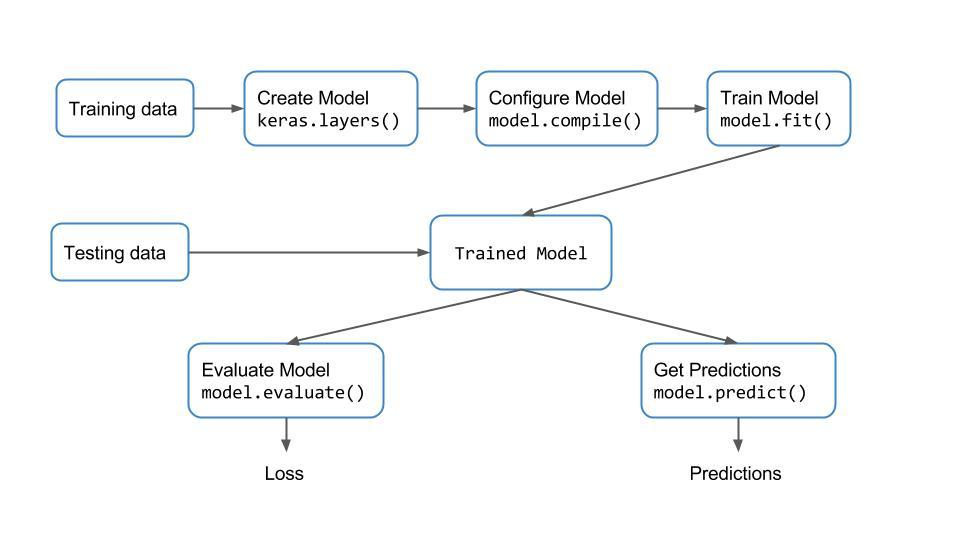 Training data
Create Model
keras.layers()
Configure Model
model.compile()
Train Model
model.fit()
Testing data
Trained Model
Evaluate Model
model.evaluate()
Get Predictions
model.predict()
Loss
Predictions